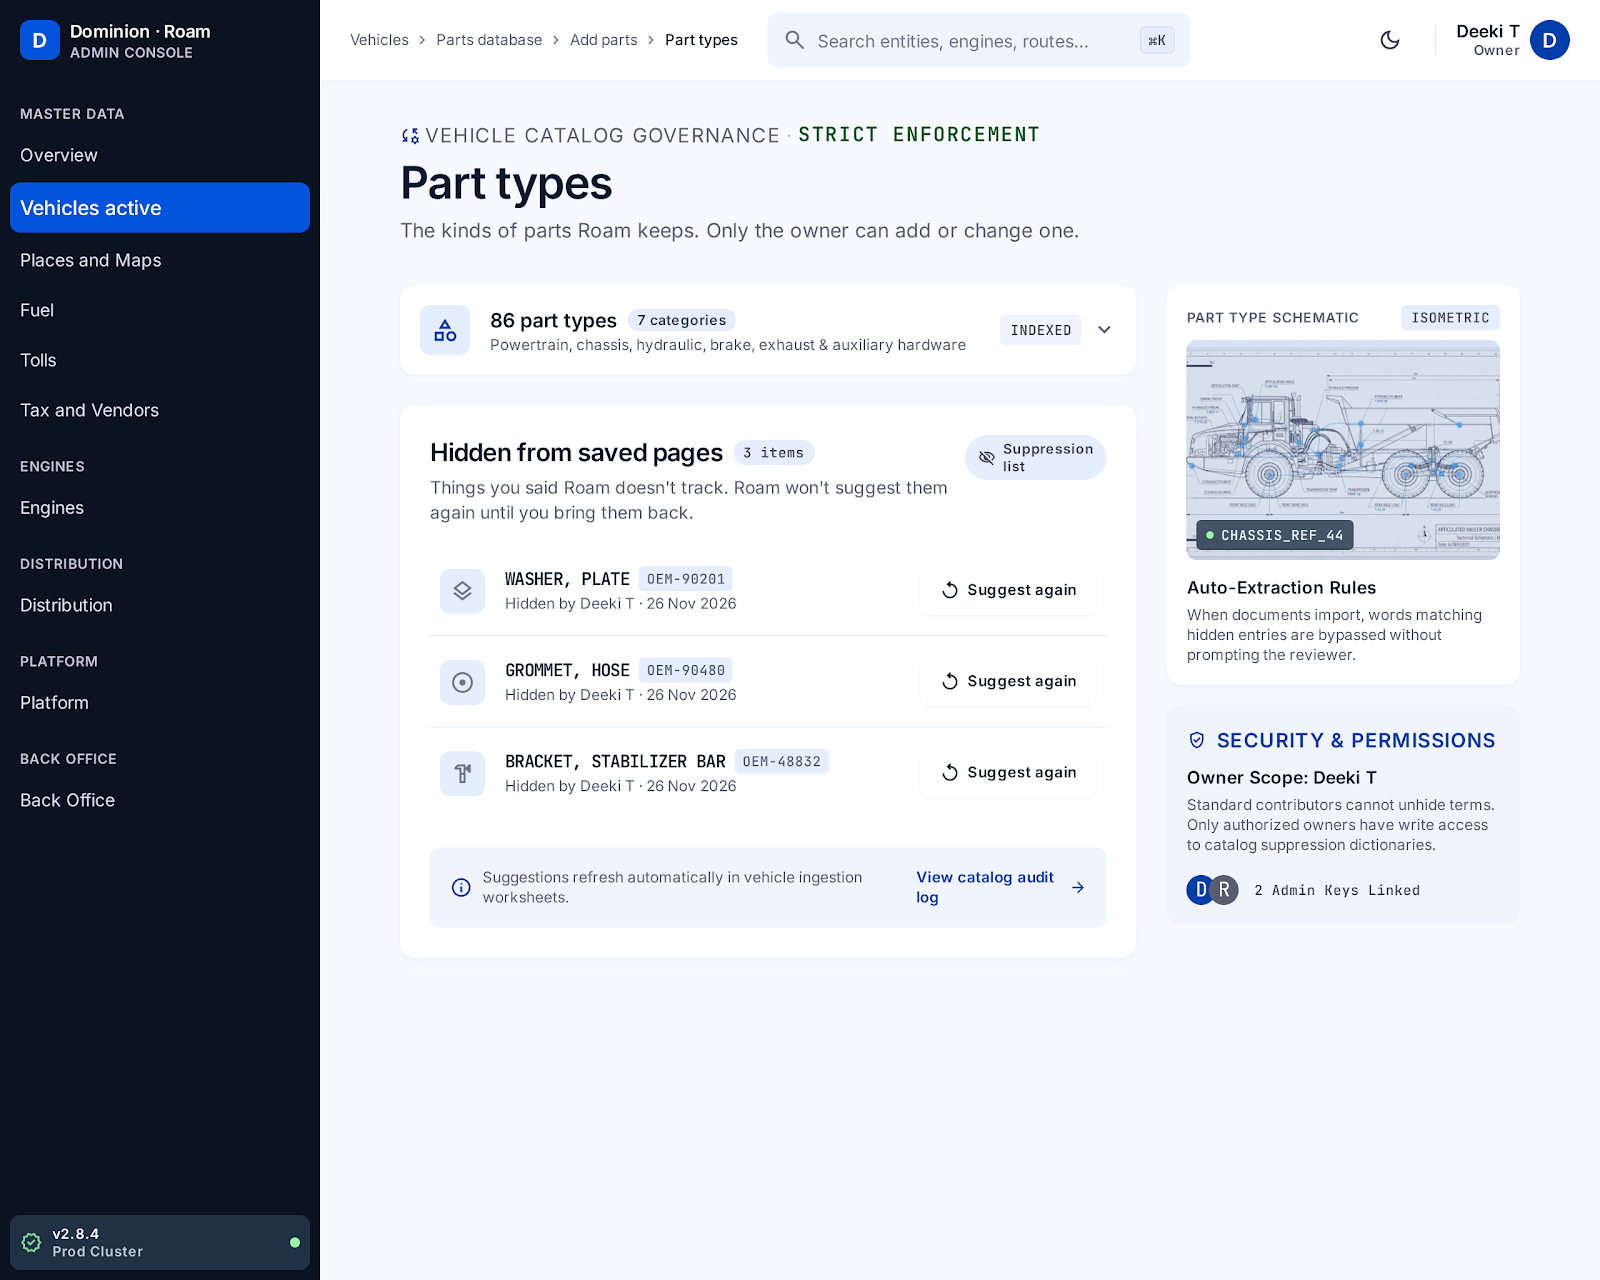 D
Dominion · Roam
ADMIN CONSOLE
MASTER DATA
Overview
Vehicles active
Places and Maps
Fuel
Tolls
Tax and Vendors
ENGINES
Engines
DISTRIBUTION
Distribution
PLATFORM
Platform
BACK OFFICE
Back Office
v2.8.4
Prod Cluster
Vehicles > Parts database > Add parts > Part types
Search entities, engines, routes...
⌘K
Deeki T
Owner
D
VEHICLE CATALOG GOVERNANCE · STRICT ENFORCEMENT
Part types
The kinds of parts Roam keeps. Only the owner can add or change one.
86 part types
7 categories
Powertrain, chassis, hydraulic, brake, exhaust & auxiliary hardware
INDEXED
Hidden from saved pages
3 items
Suppression
list
Things you said Roam doesn't track. Roam won't suggest them
again until you bring them back.
WASHER, PLATE
OEM-90201
Hidden by Deeki T · 26 Nov 2026
Suggest again
GROMMET, HOSE
OEM-90480
Hidden by Deeki T · 26 Nov 2026
Suggest again
BRACKET, STABILIZER BAR
OEM-48832
Hidden by Deeki T · 26 Nov 2026
Suggest again
Suggestions refresh automatically in vehicle ingestion
worksheets.
View catalog audit
log
PART TYPE SCHEMATIC
ISOMETRIC
CHASSIS_REF_44
Auto-Extraction Rules
When documents import, words matching
hidden entries are bypassed without
prompting the reviewer.
SECURITY & PERMISSIONS
Owner Scope: Deeki T
Standard contributors cannot unhide terms.
Only authorized owners have write access
to catalog suppression dictionaries.
D
R
2 Admin Keys Linked